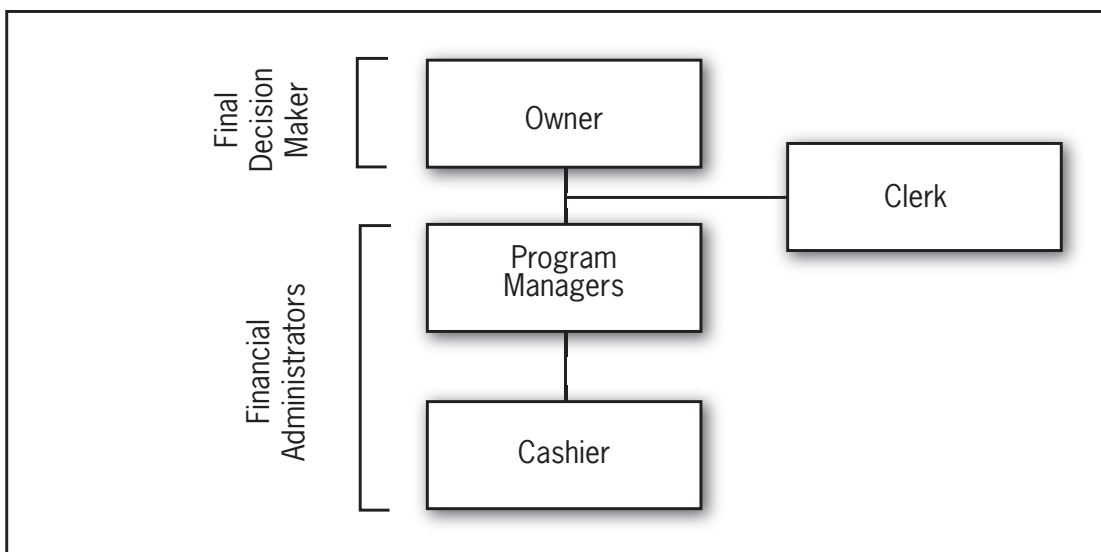 Final
Decision
Maker
Owner
Clerk
Program
Managers
Financial
Administrators
Cashier